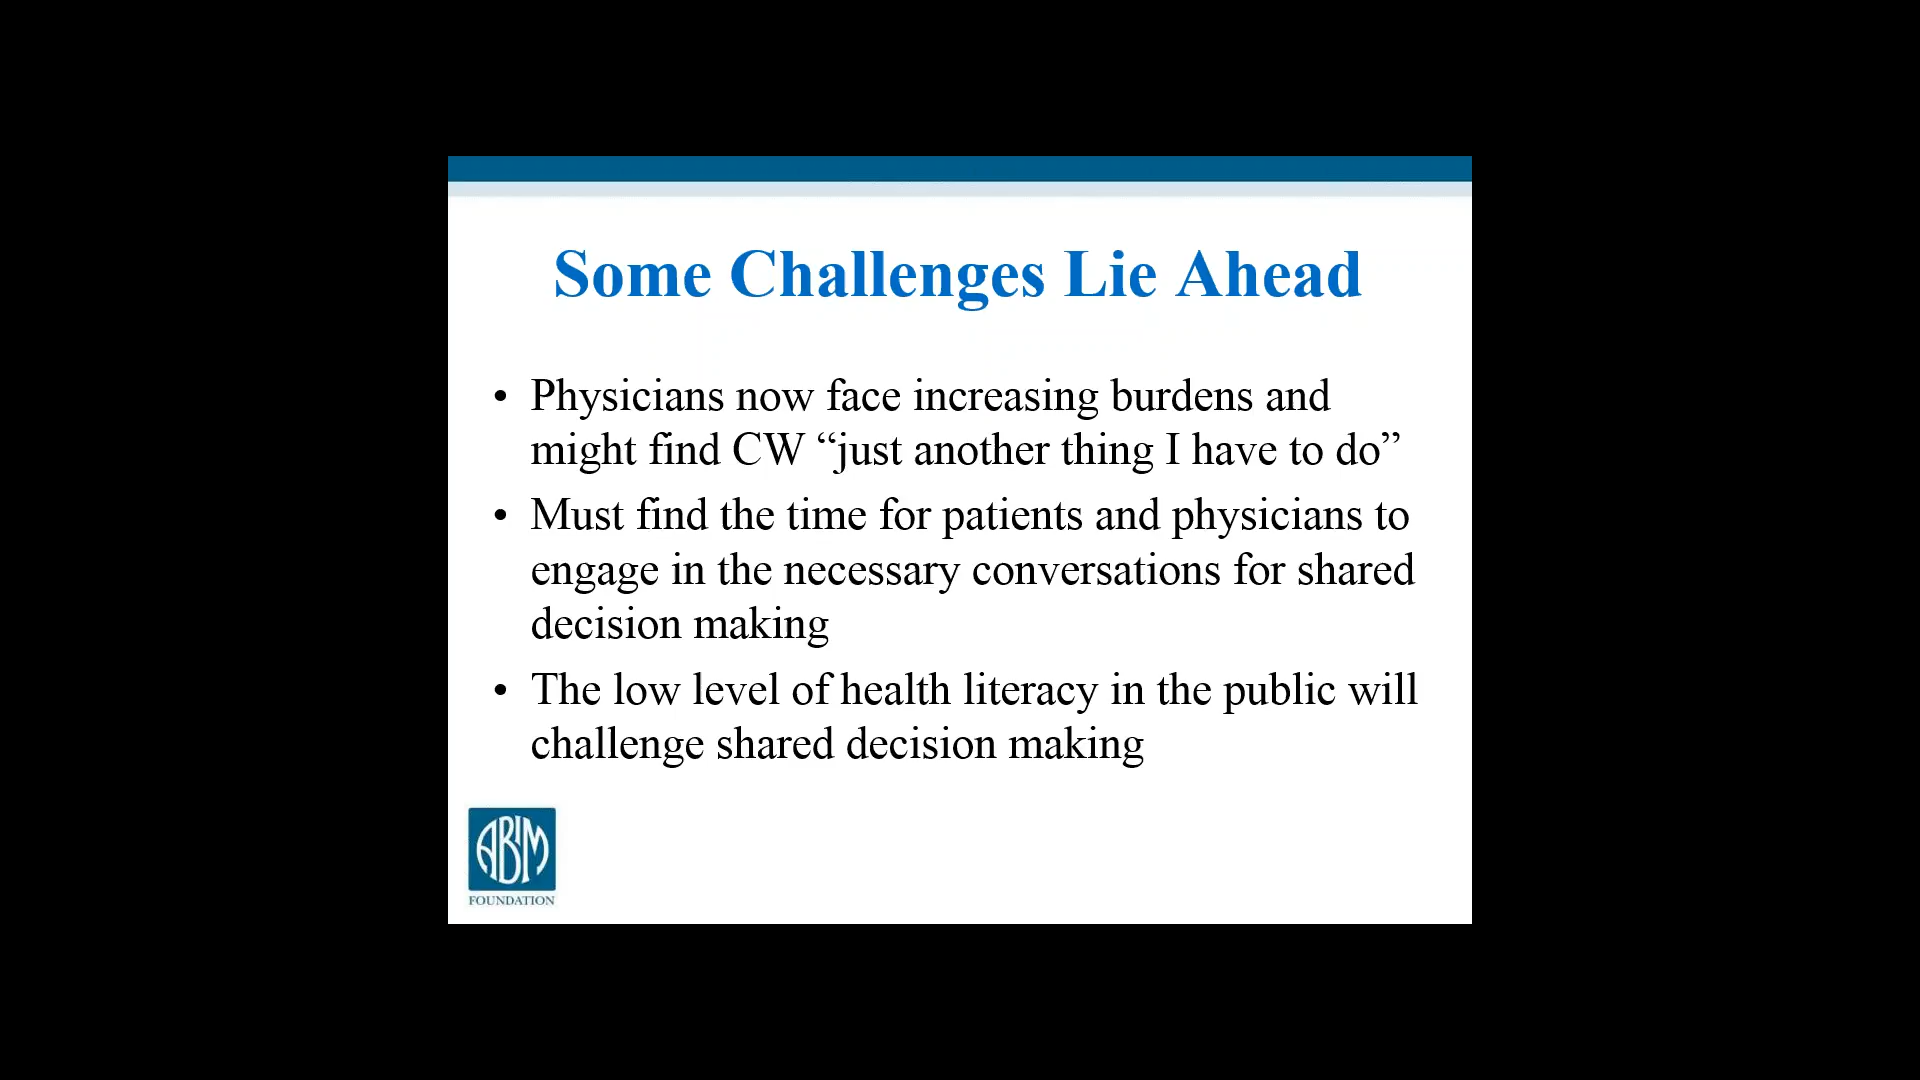 Some Challenges Lie Ahead
• Physicians now face increasing burdens and
might find CW “just another thing I have to do”
• Must find the time for patients and physicians to
engage in the necessary conversations for shared
decision making
• The low level of health literacy in the public will
challenge shared decision making
ABIM
FOUNDATION